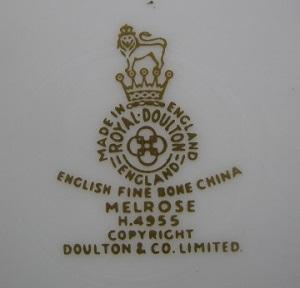 MADE IN ENGLAND
ROYAL·DOULTON
ENGLAND
ENGLISH FINE BONE CHINA
MELROSE
H.4955
COPYRIGHT
DOULTON & CO. LIMITED.